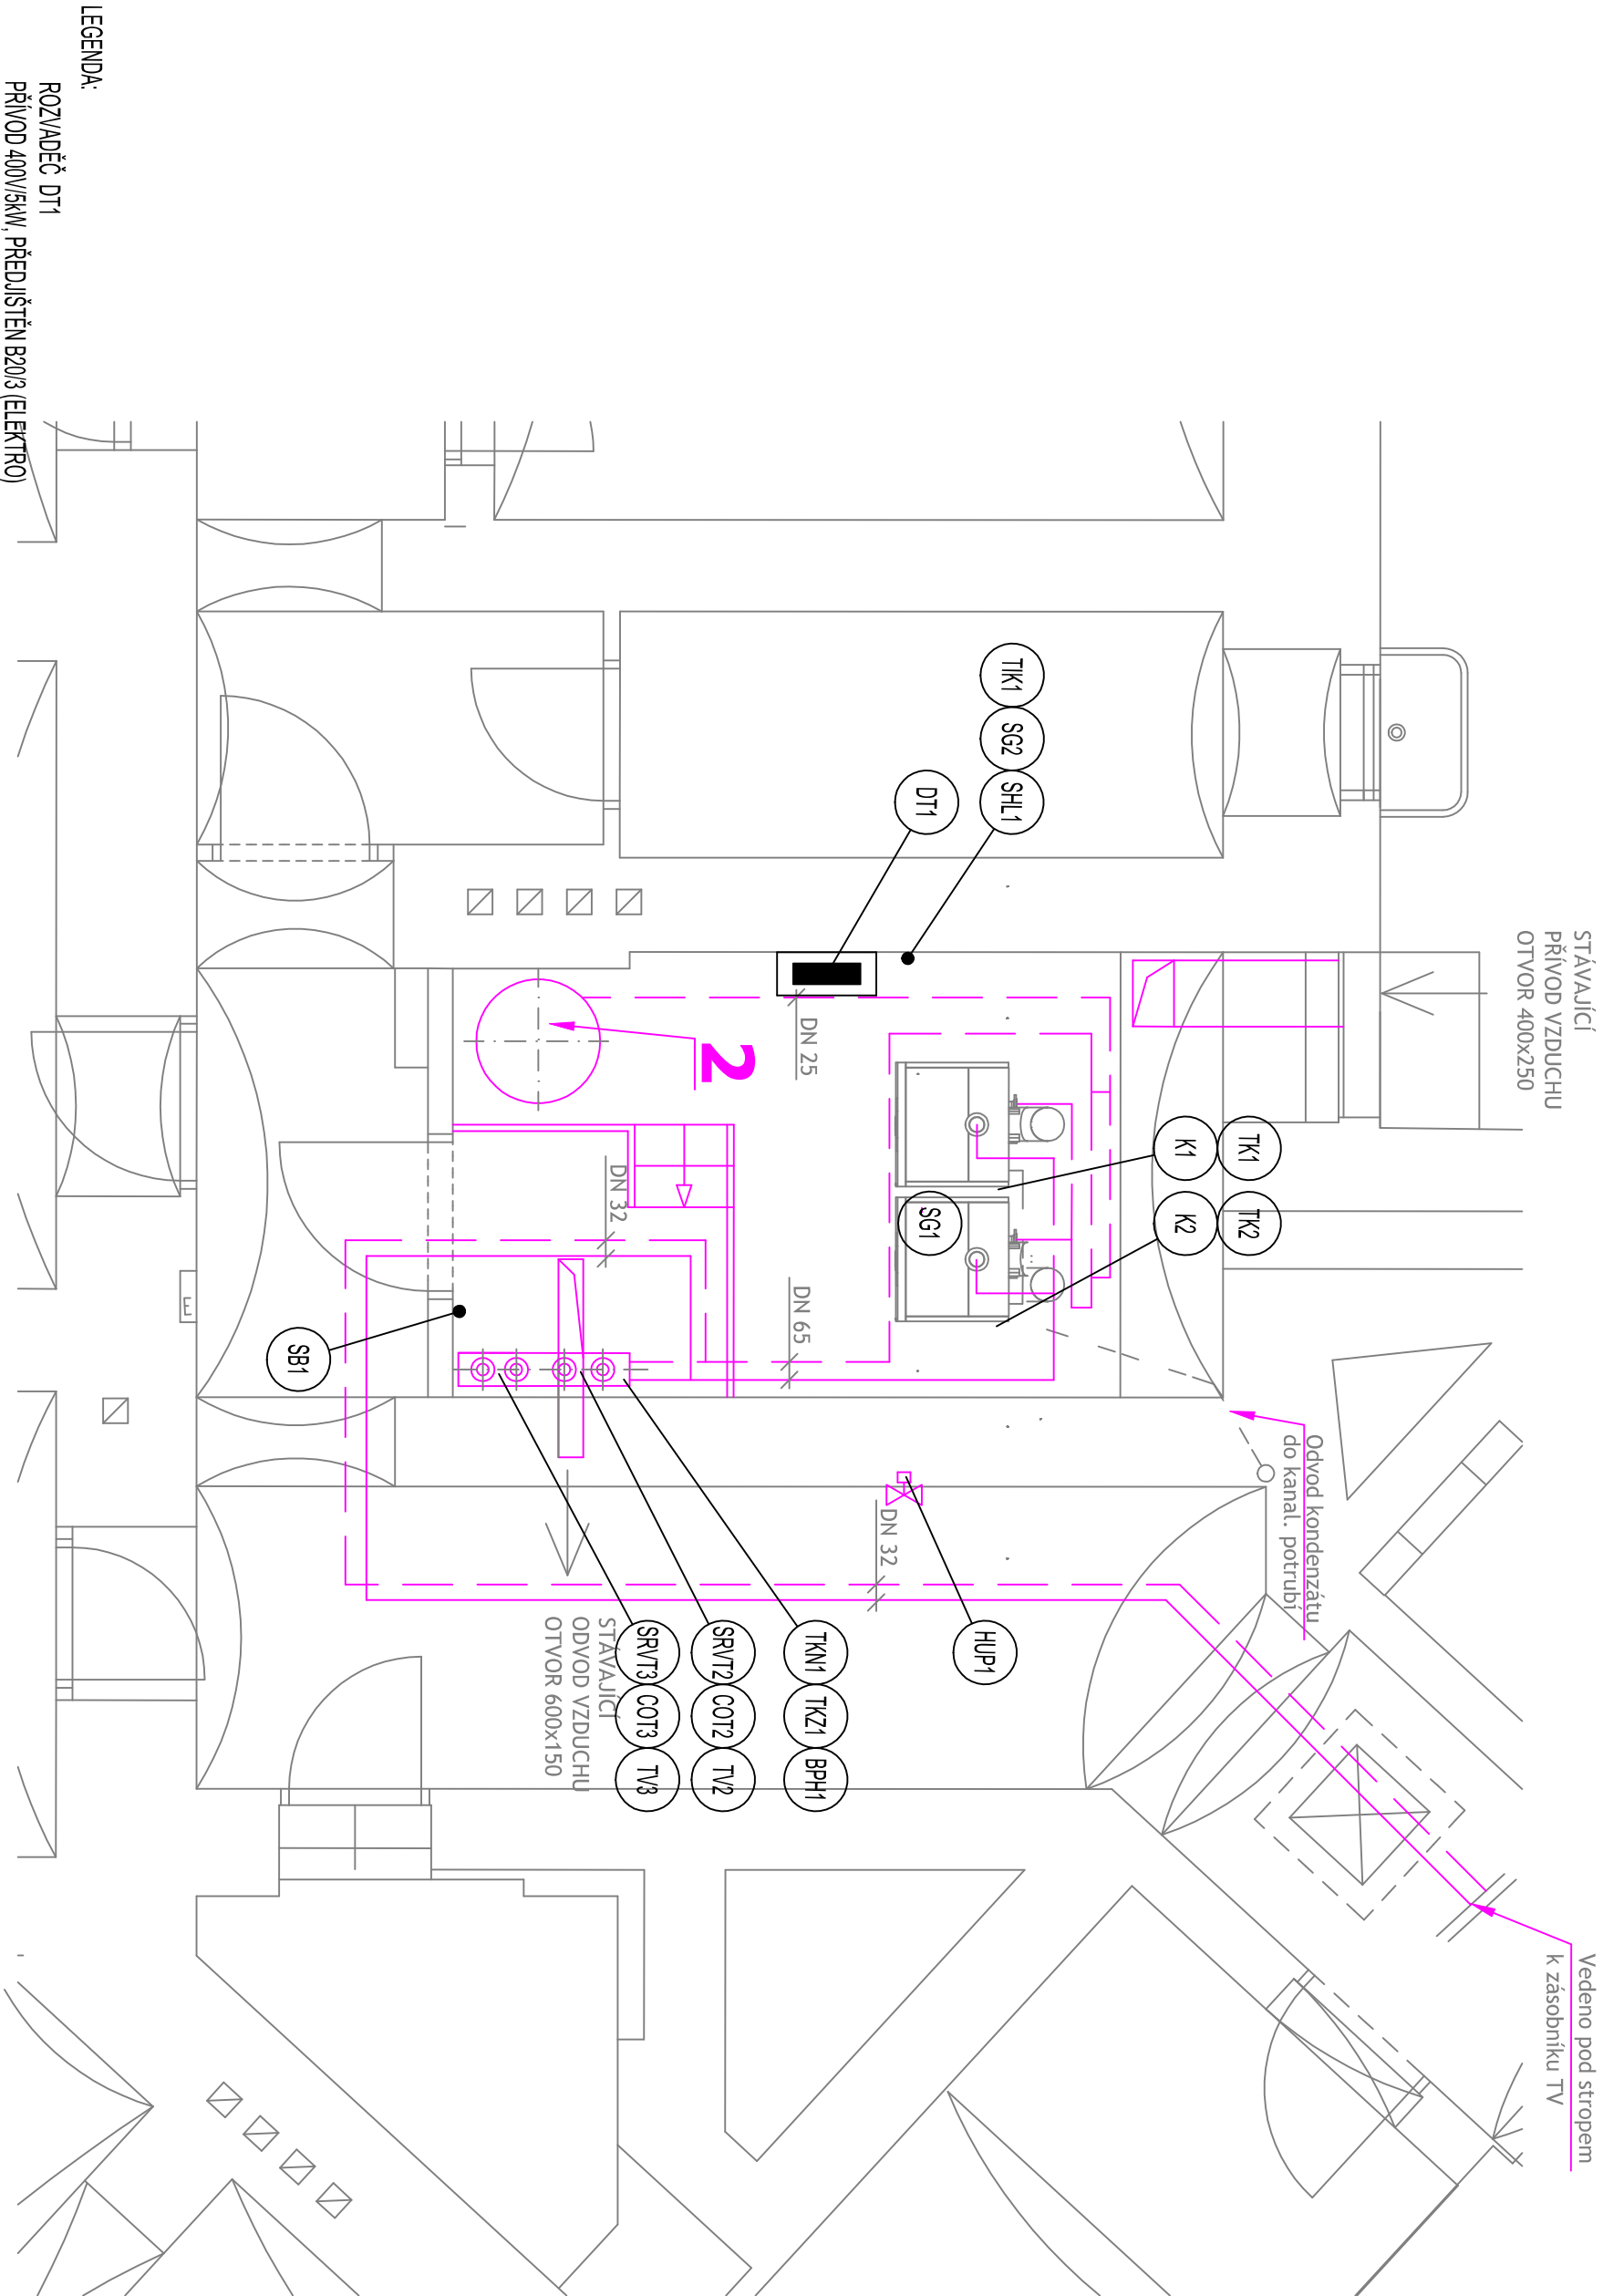 STÁVAJÍCÍ
PŘÍVOD VZDUCHU
OTVOR 400x250
Vedeno pod stropem
k zásobníku TV
Odvod kondenzátu
do kanal. potrubí
TK1
TK2
K1
K2
TIK1
SG2
SHL1
DT1
SG1
HUP1
DN 32
DN 25
DN 65
2
TKN1
TKZ1
BPH1
SRVT2
COT2
TV2
SRVT3
COT3
TV3
DN 32
STÁVAJÍCÍ
ODVOD VZDUCHU
OTVOR 600x150
SB1
E
LEGENDA:
ROZVADĚČ DT1
PŘÍVOD 400V/5kW, PŘEDJIŠTĚN B20/3 (ELEKTRO)